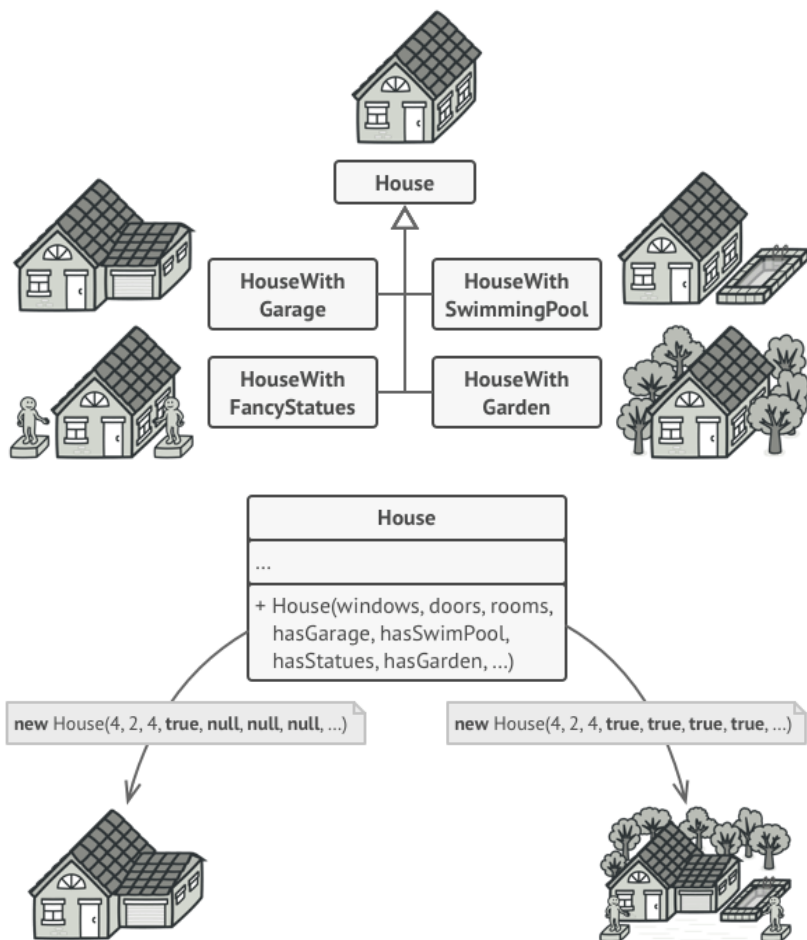 House
HouseWith
Garage
HouseWith
SwimmingPool
HouseWith
FancyStatues
HouseWith
Garden
House
...
+ House(windows, doors, rooms,
hasGarage, hasSwimPool,
hasStatues, hasGarden, ...)
new House(4, 2, 4, true, null, null, null, ...)
new House(4, 2, 4, true, true, true, true, ...)